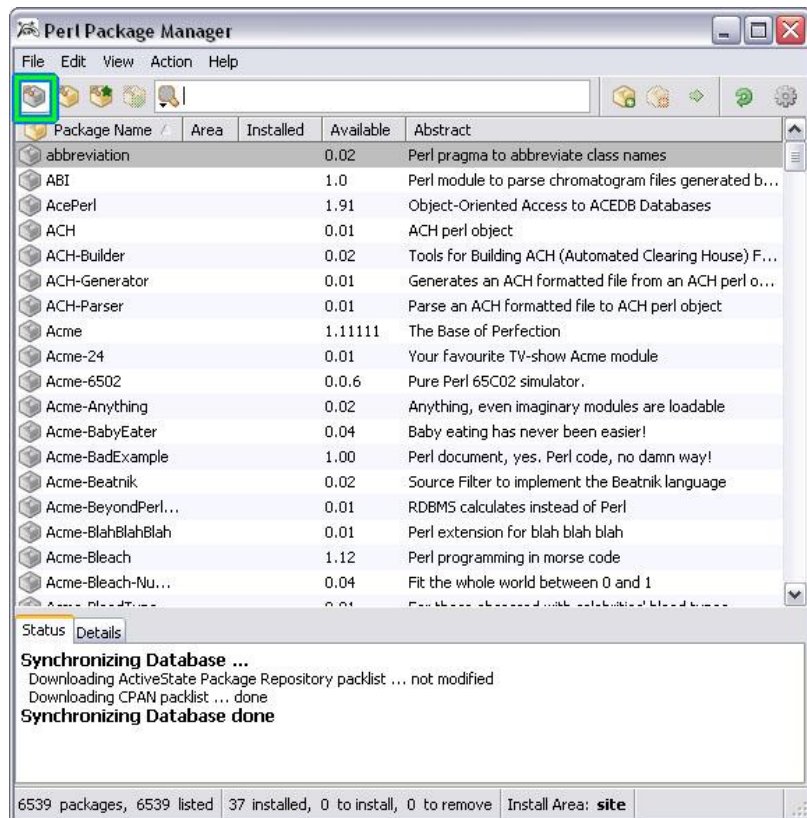 Perl Package Manager
File Edit View Action Help
Package Name Area Installed Available Abstract
abbreviation 0.02 Perl pragma to abbreviate class names
ABI 1.0 Perl module to parse chromatogram files generated b...
AcePerl 1.91 Object-Oriented Access to ACEDB Databases
ACH 0.01 ACH perl object
ACH-Builder 0.02 Tools for Building ACH (Automated Clearing House) F...
ACH-Generator 0.01 Generates an ACH formatted file from an ACH perl o...
ACH-Parser 0.01 Parse an ACH formatted file to ACH perl object
Acme 1.11111 The Base of Perfection
Acme-24 0.01 Your favourite TV-show Acme module
Acme-6502 0.0.6 Pure Perl 65C02 simulator.
Acme-Anything 0.02 Anything, even imaginary modules are loadable
Acme-BabyEater 0.04 Baby eating has never been easier!
Acme-BadExample 1.00 Perl document, yes. Perl code, no damn way!
Acme-Beatnik 0.02 Source Filter to implement the Beatnik language
Acme-BeyondPerl... 0.01 RDBMS calculates instead of Perl
Acme-BlahBlahBlah 0.01 Perl extension for blah blah blah
Acme-Bleach 1.12 Perl programming in morse code
Acme-Bleach-Nu... 0.04 Fit the whole world between 0 and 1
Status Details
Synchronizing Database ...
Downloading ActiveState Package Repository packlist ... not modified
Downloading CPAN packlist ... done
Synchronizing Database done
6539 packages, 6539 listed 37 installed, 0 to install, 0 to remove Install Area: site